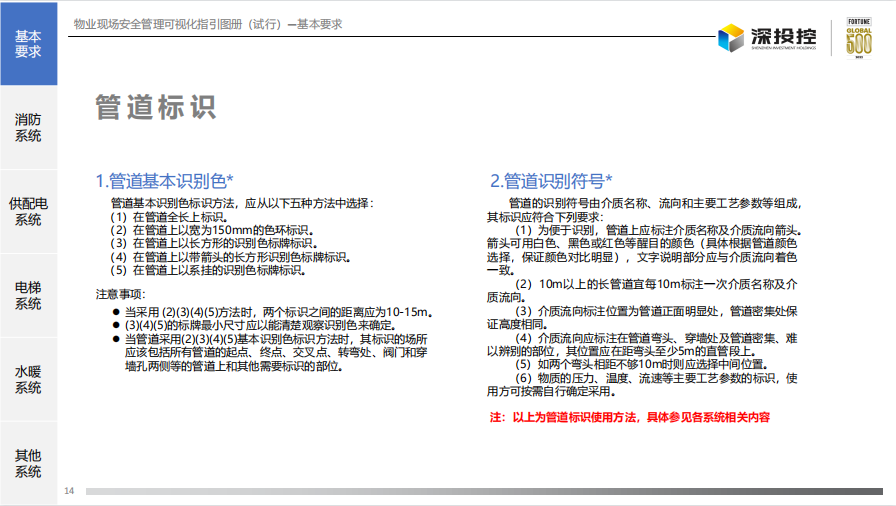 物业现场安全管理可视化指引图册（试行）—基本要求
深投控
SHENZHEN INVESTMENT HOLDINGS
FORTUNE
GLOBAL
500
基本
要求
消防
系统
供配电
系统
电梯
系统
水暖
系统
其他
系统
管道标识
1.管道基本识别色*
管道基本识别色标识方法，应从以下五种方法中选择：
（1）在管道全长上标识。
（2）在管道上以宽为150mm的色环标识。
（3）在管道上以长方形的识别色标牌标识。
（4）在管道上以带箭头的长方形识别色标牌标识。
（5）在管道上以系挂的识别色标牌标识。
注意事项：
● 当采用 (2)(3)(4)(5)方法时，两个标识之间的距离应为10-15m。
● (3)(4)(5)的标牌最小尺寸应以能清楚观察识别色来确定。
● 当管道采用(2)(3)(4)(5)基本识别色标识方法时，其标识的场所
应该包括所有管道的起点、终点、交叉点、转弯处、阀门和穿
墙孔两侧等的管道上和其他需要标识的部位。
2.管道识别符号*
管道的识别符号由介质名称、流向和主要工艺参数等组成，
其标识应符合下列要求：
（1）为便于识别，管道上应标注介质名称及介质流向箭头。
箭头可用白色、黑色或红色等醒目的颜色（具体根据管道颜色
选择，保证颜色对比明显），文字说明部分应与介质流向着色
一致。
（2）10m以上的长管道宜每10m标注一次介质名称及介
质流向。
（3）介质流向标注位置为管道正面明显处，管道密集处保
证高度相同。
（4）介质流向应标注在管道弯头、穿墙处及管道密集、难
以辨别的部位，其位置应在距弯头至少5m的直管段上。
（5）如两个弯头相距不够10m时则应选择中间位置。
（6）物质的压力、温度、流速等主要工艺参数的标识，使
用方可按需自行确定采用。
注：以上为管道标识使用方法，具体参见各系统相关内容
14